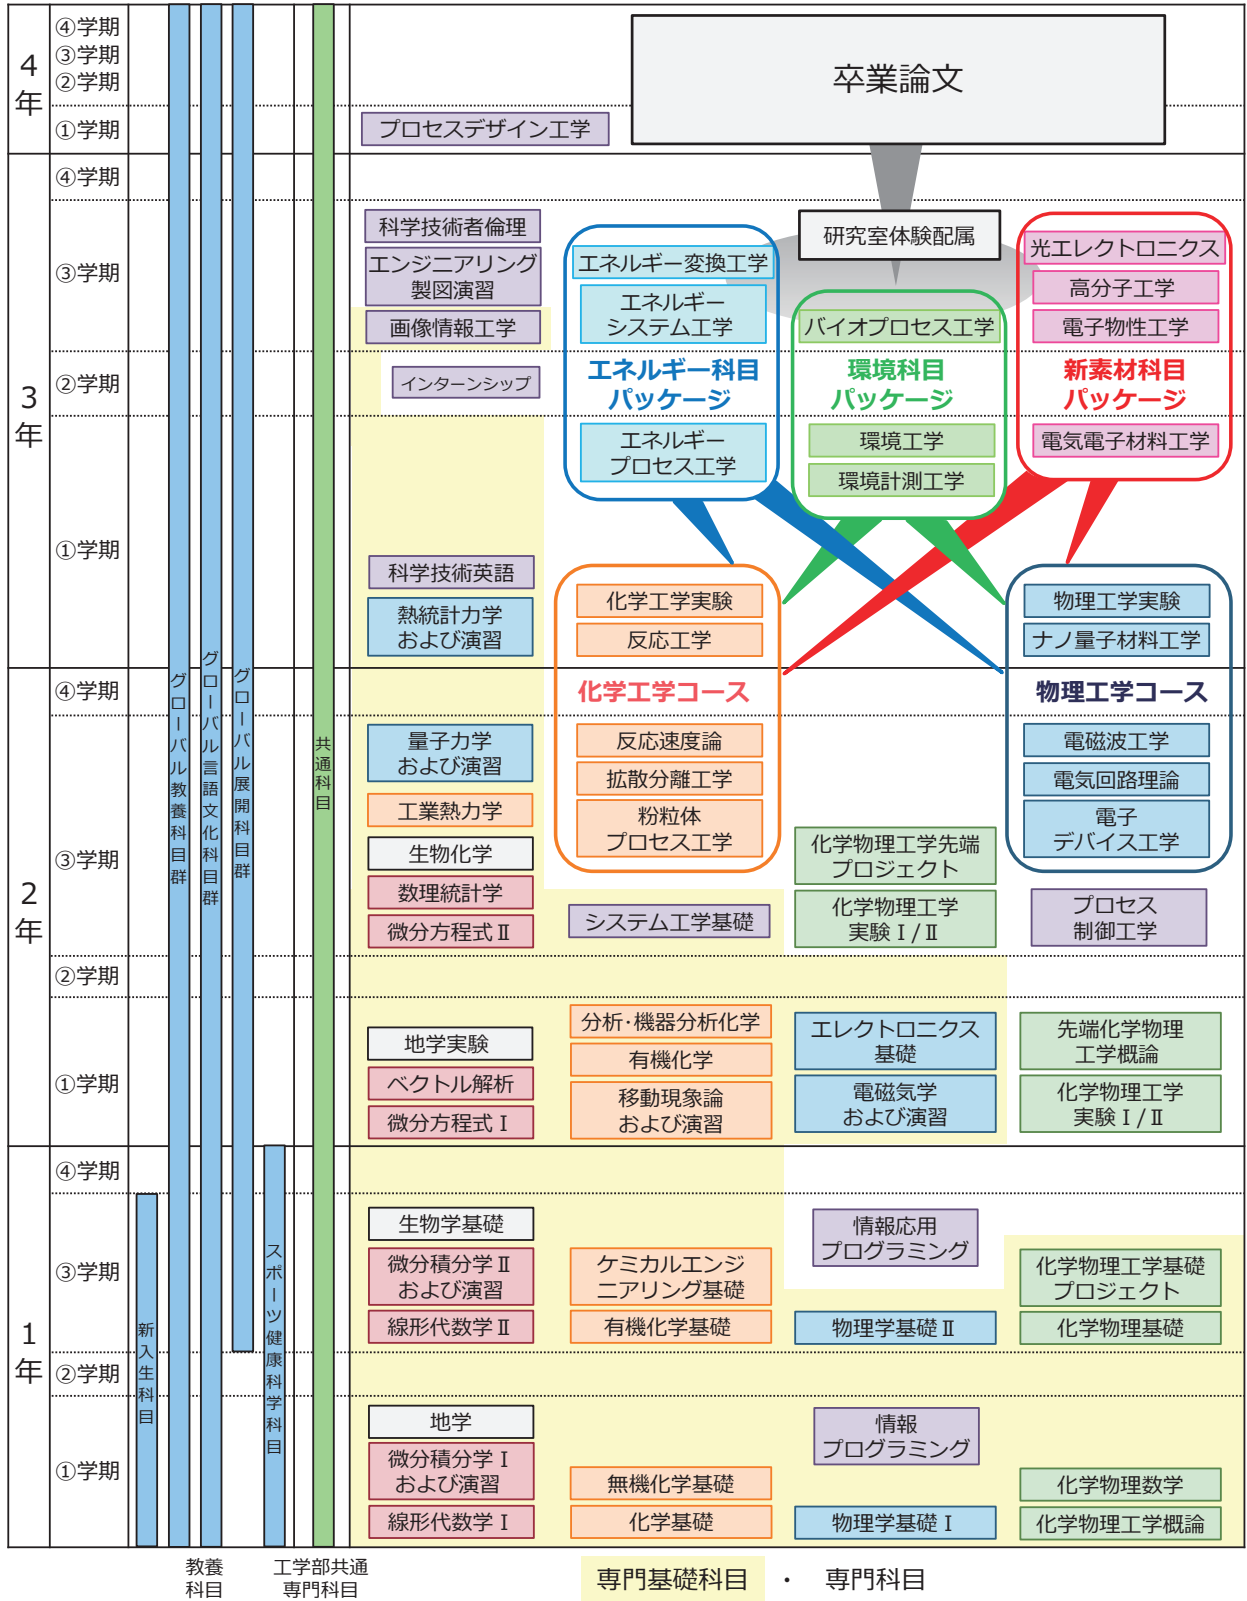 4
年
④学期
③学期
②学期
①学期
卒業論文
プロセスデザイン工学
3
年
④学期
③学期
②学期
①学期
科学技術者倫理
エンジニアリング
製図演習
画像情報工学
インターンシップ
エネルギー変換工学
エネルギー
システム工学
エネルギー科目
パッケージ
エネルギー
プロセス工学
研究室体験配属
バイオプロセス工学
環境科目
パッケージ
環境工学
環境計測工学
光エレクトロニクス
高分子工学
電子物性工学
新素材科目
パッケージ
電気電子材料工学
科学技術英語
熱統計力学
および演習
化学工学実験
反応工学
化学工学コース
反応速度論
拡散分離工学
粉粒体
プロセス工学
物理工学実験
ナノ量子材料工学
物理工学コース
電磁波工学
電気回路理論
電子
デバイス工学
2
年
④学期
③学期
②学期
①学期
量子力学
および演習
工業熱力学
生物化学
数理統計学
微分方程式Ⅱ
システム工学基礎
化学物理工学先端
プロジェクト
化学物理工学
実験Ⅰ/Ⅱ
プロセス
制御工学
地学実験
ベクトル解析
微分方程式Ⅰ
分析・機器分析化学
有機化学
移動現象論
および演習
エレクトロニクス
基礎
電磁気学
および演習
先端化学物理
工学概論
化学物理工学
実験Ⅰ/Ⅱ
1
年
④学期
③学期
②学期
①学期
生物学基礎
微分積分学Ⅱ
および演習
線形代数学Ⅱ
ケミカルエンジ
ニアリング基礎
有機化学基礎
情報応用
プログラミング
物理学基礎Ⅱ
化学物理工学基礎
プロジェクト
化学物理基礎
地学
微分積分学Ⅰ
および演習
線形代数学Ⅰ
無機化学基礎
化学基礎
情報
プログラミング
物理学基礎Ⅰ
化学物理数学
化学物理工学概論
新入生科目
グローバル教養科目群
グローバル言語文化科目群
グローバル展開科目群
スポーツ健康科学科目
共通科目
教養
科目
工学部共通
専門科目
専門基礎科目 ・ 専門科目